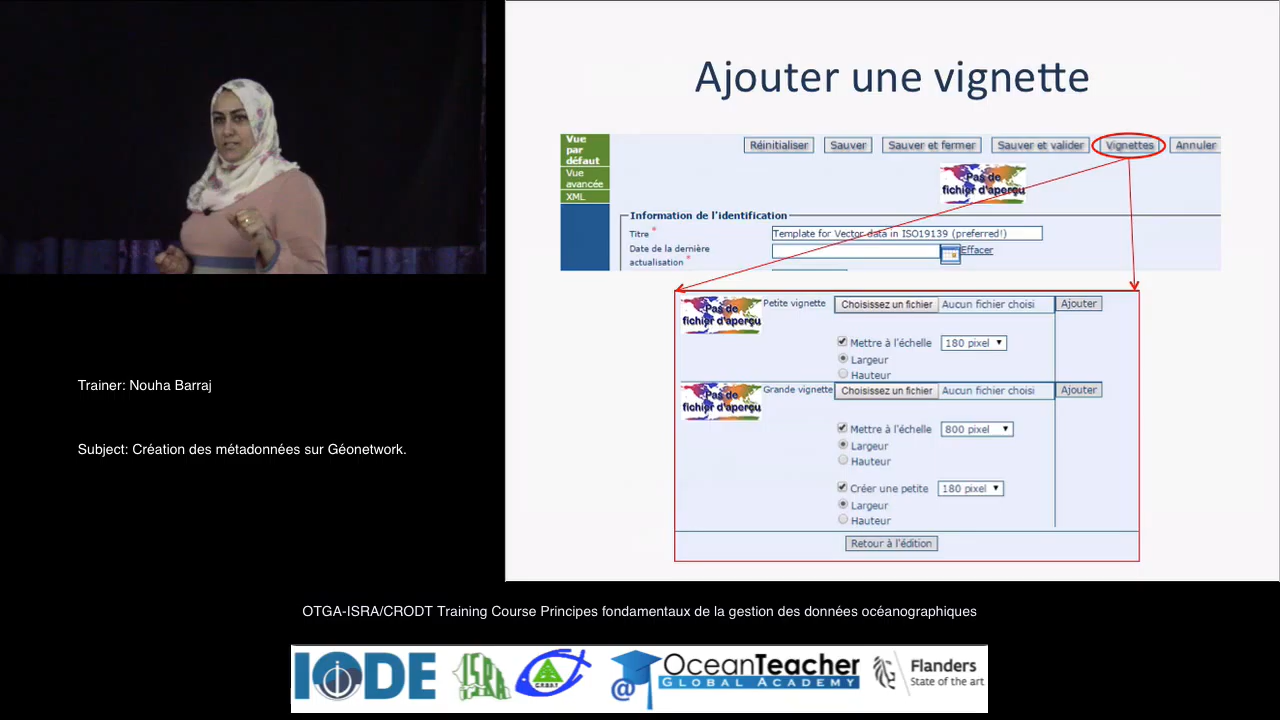 Ajouter une vignette
Vue
par
défaut
Vue
avancée
XML
Réinitialiser Sauver Sauver et fermer Sauver et valider Vignettes Annuler
Pas de
fichier d'aperçu
Information de l'identification
Titre * Template for Vector data in ISO19139 (preferred!)
Date de la dernière
actualisation * Effacer
Pas de
fichier d'aperçu
Petite vignette Choisissez un fichier Aucun fichier choisi Ajouter
Mettre à l'échelle 180 pixel
Largeur
Hauteur
Pas de
fichier d'aperçu
Grande vignette Choisissez un fichier Aucun fichier choisi Ajouter
Mettre à l'échelle 800 pixel
Largeur
Hauteur
Créer une petite 180 pixel
Largeur
Hauteur
Retour à l'édition
Trainer: Nouha Barraj
Subject: Création des métadonnées sur Géonetwork.
OTGA-ISRA/CRODT Training Course Principes fondamentaux de la gestion des données océanographiques
IODE
ISRA
@
OceanTeacher
GLOBAL ACADEMY
Flanders
State of the art